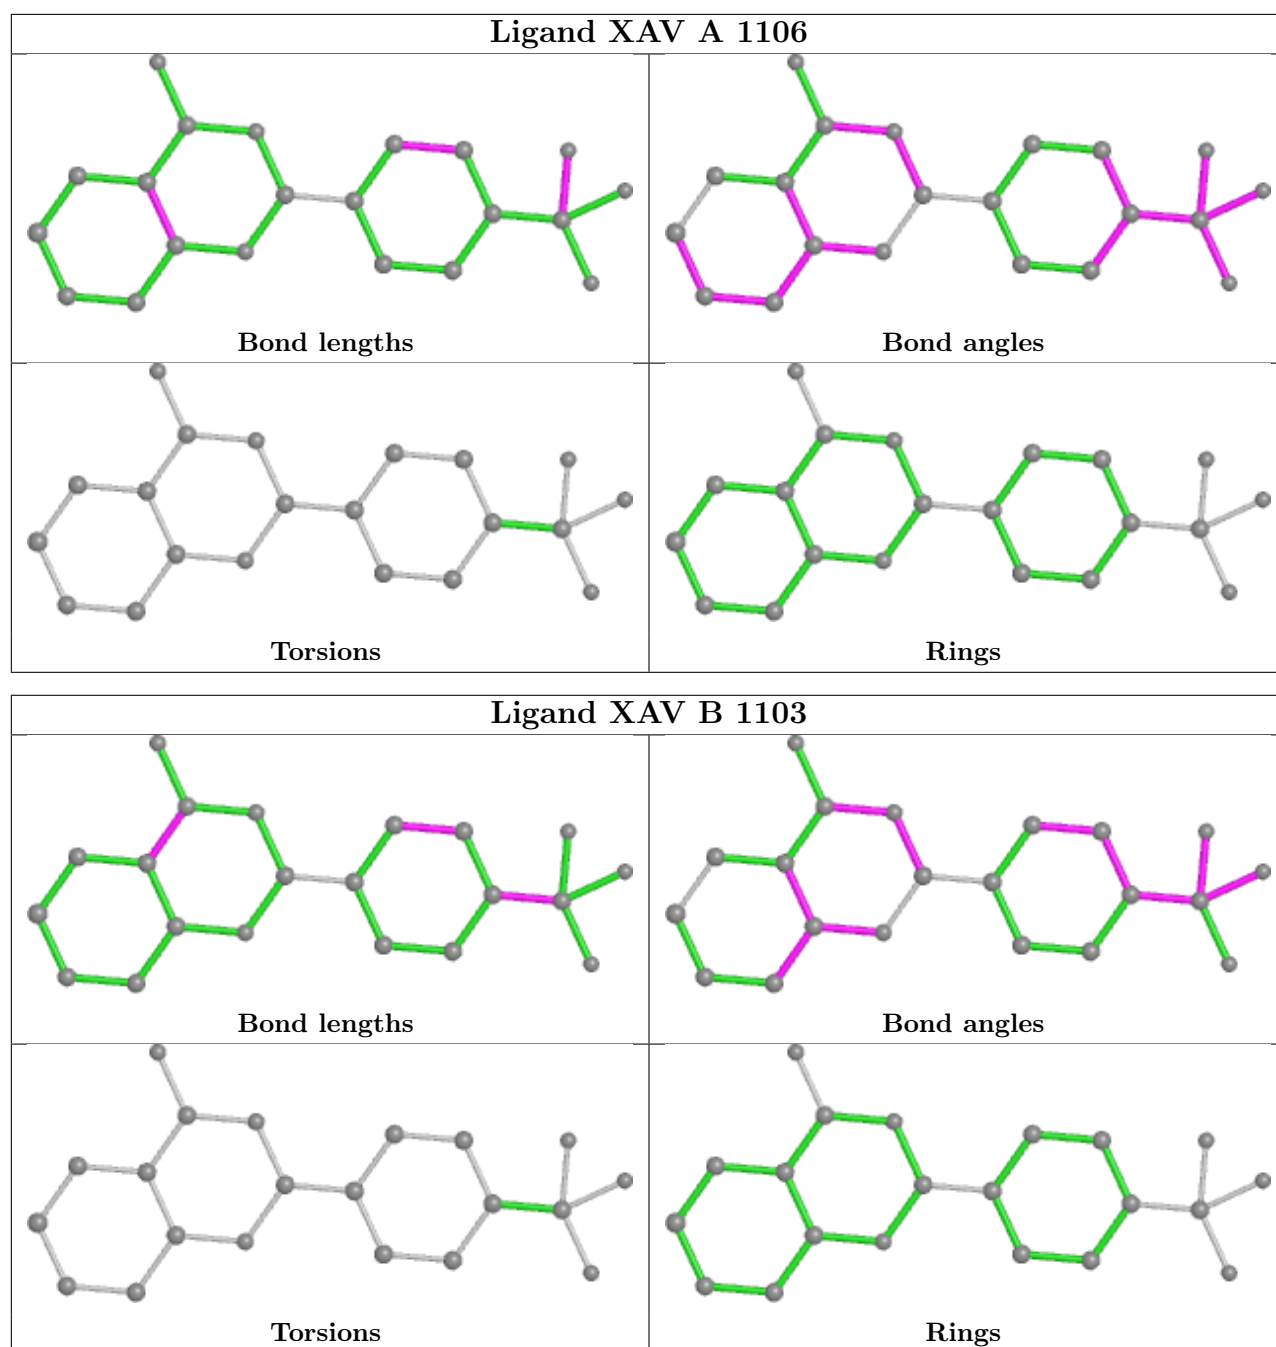 Ligand XAV A 1106
Bond lengths
Bond angles
Torsions
Rings
Ligand XAV B 1103
Bond lengths
Bond angles
Torsions
Rings